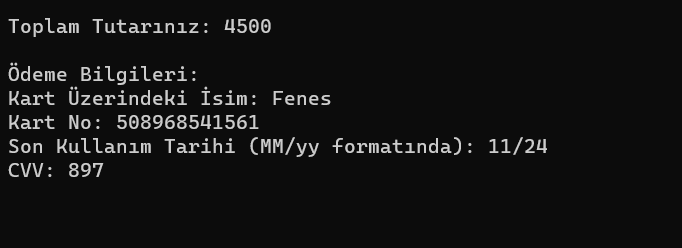 Toplam Tutarınız: 4500
Ödeme Bilgileri:
Kart Üzerindeki İsim: Fenes
Kart No: 508968541561
Son Kullanım Tarihi (MM/yy formatında): 11/24
CVV: 897